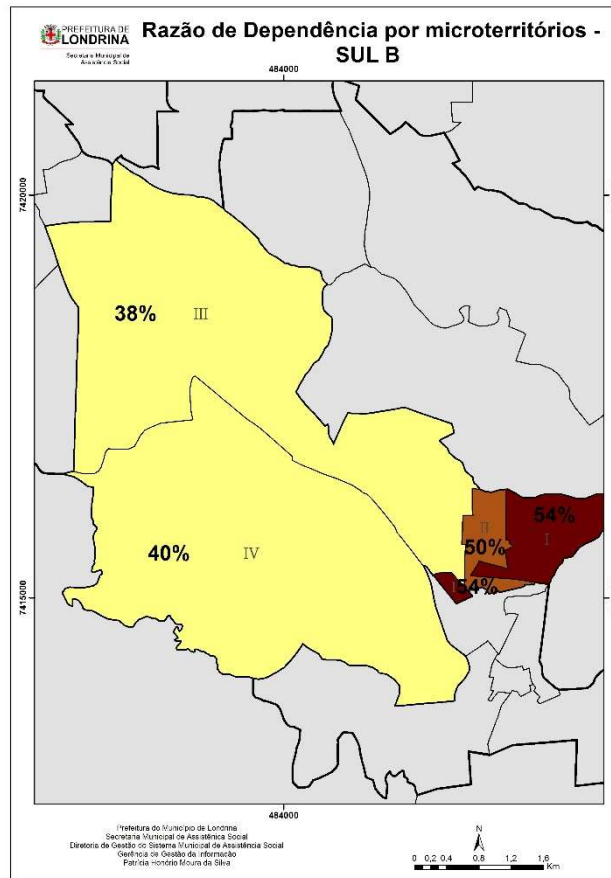 PREFEITURA DE
LONDRINA
Secretaria Municipal de
Assistência Social
Razão de Dependência por microterritórios -
SUL B
484000
7420000
38%
III
54%
II
I
50%
40%
IV
54%
7415000
484000
Prefeitura do Município de Londrina
Secretaria Municipal de Assistência Social
Diretoria de Gestão do Sistema Municipal de Assistência Social
Gerência de Gestão da Informação
Patrícia Honório Moura da Silva
N
0 0,2 0,4 0,8 1,2 1,6
Km